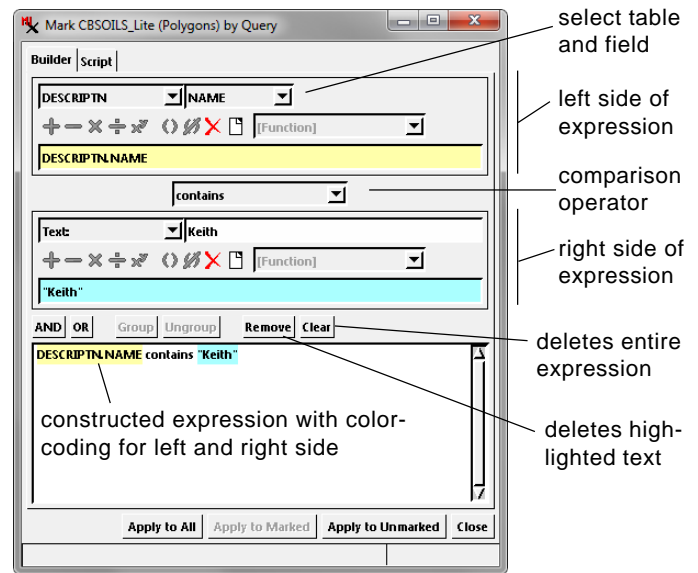 Mark CBSOILS_Lite (Polygons) by Query
select table
and field
Builder Script
DESCRIPTN NAME
left side of
expression
[Function]
DESCRIPTN.NAME
comparison
operator
contains
Text: Keith
right side of
expression
[Function]
"Keith"
AND OR Group Ungroup Remove Clear
deletes entire
expression
DESCRIPTN.NAME contains "Keith"
constructed expression with color-
coding for left and right side
deletes high-
lighted text
Apply to All Apply to Marked Apply to Unmarked Close